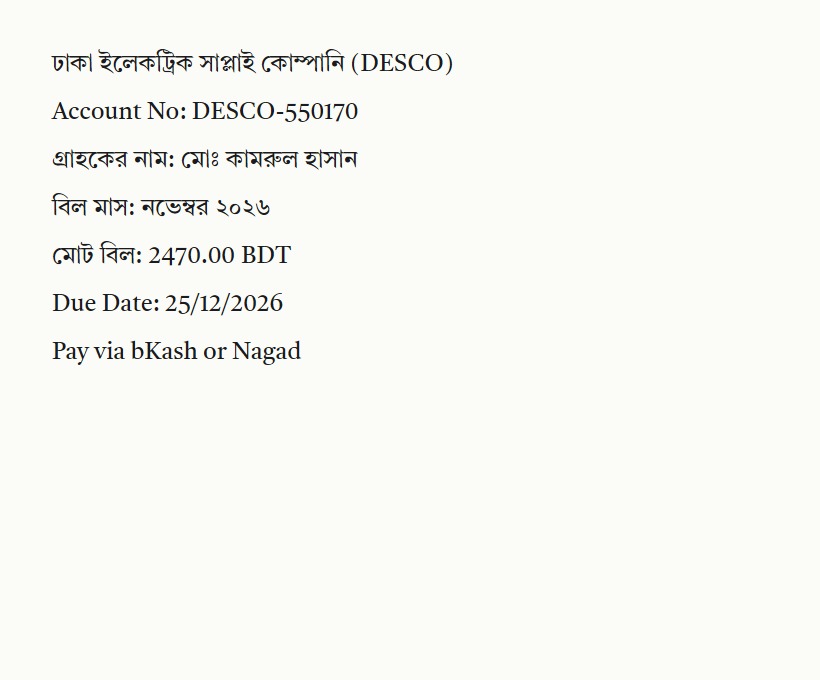 ঢাকা ইলেকট্রিক সাপ্লাই কোম্পানি (DESCO)
Account No: DESCO-550170
গ্রাহকের নাম: মোঃ কামরুল হাসান
বিল মাস: নভেম্বর ২০২৬
মোট বিল: 2470.00 BDT
Due Date: 25/12/2026
Pay via bKash or Nagad